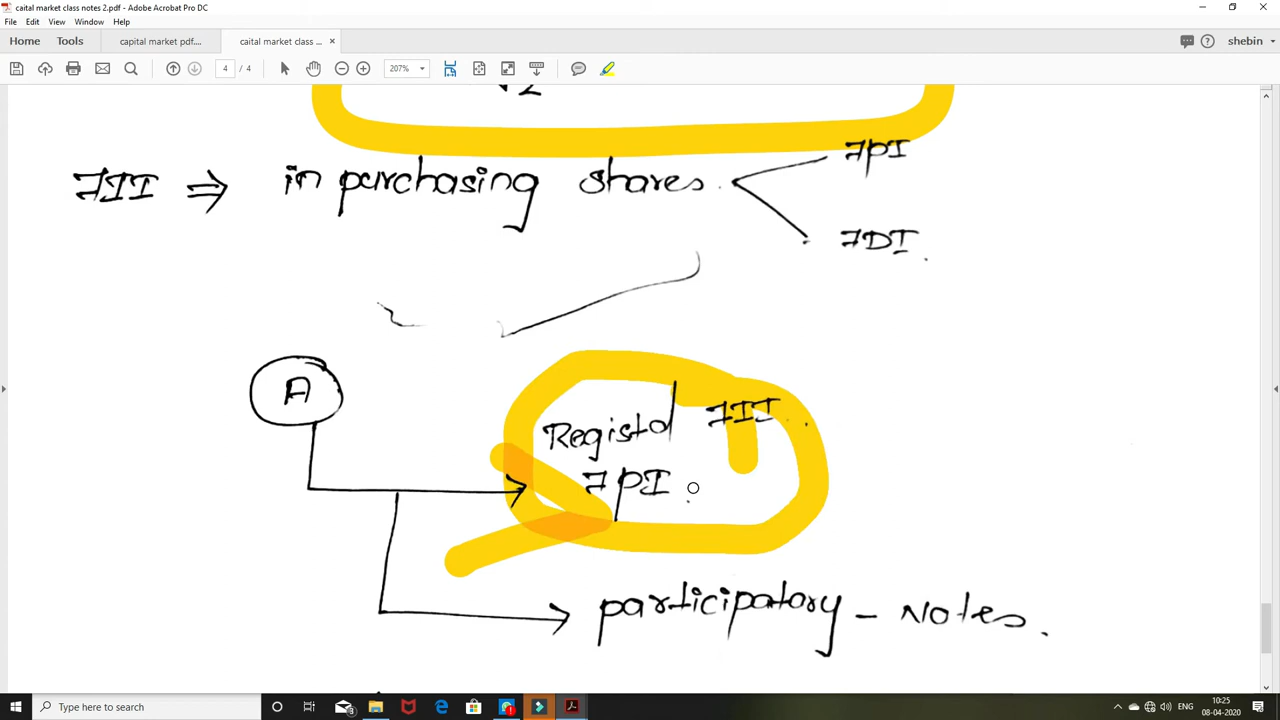 caital market class notes 2.pdf - Adobe Acrobat Pro DC
File Edit View Window Help
Home Tools capital market pdf.... caital market class ... × shebin
4 / 4 207%
FII ⇒ in purchasing shares. FPI
FDI.
A
Registd FII..
FPI.
participatory - Notes.
Type here to search
ENG 10:25
08-04-2020